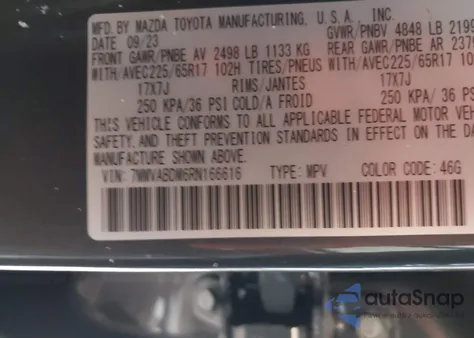 MFD. BY MAZDA TOYOTA MANUFACTURING, U.S.A., INC.
DATE 09/23 GVWR/PNBV 4848 LB 2199
FRONT GAWR/PNBE AV 2498 LB 1133 KG REAR GAWR/PNBE AR
WITH/AVEC225/65R17 102H TIRES/PNEUS WITH/AVEC225/65R17
17X7J RIMS/JANTES 17X7J
250 KPA/36 PSI COLD/A FROID 250 KPA/36 PSI
THIS VEHICLE CONFORMS TO ALL APPLICABLE FEDERAL MOTOR
SAFETY, AND THEFT PREVENTION STANDARDS IN EFFECT ON THE
MANUFACTURE SHOWN ABOVE.
VIN: 7MMVABDM6RN166616 TYPE: MPV COLOR CODE: 46G
autaSnap